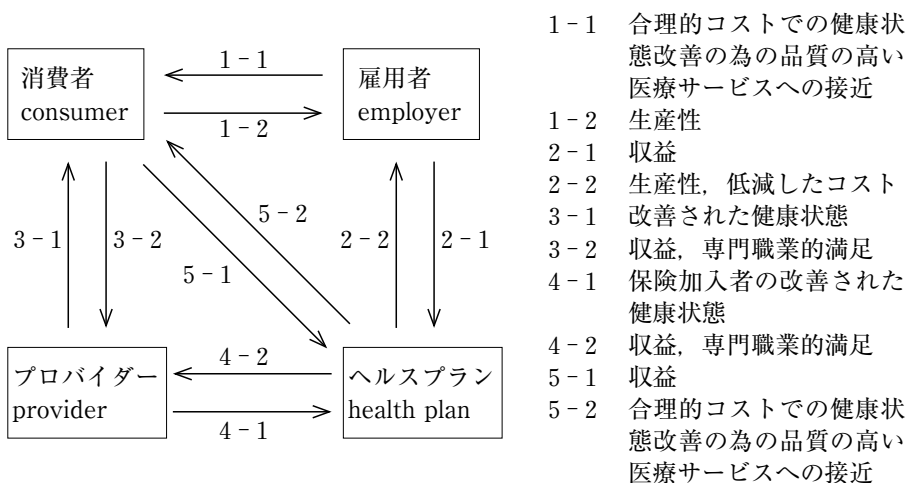 1-1
消費者
consumer
1-2
雇用者
employer
3-1
3-2
5-2
5-1
2-2
2-1
プロバイダー
provider
4-2
4-1
ヘルスプラン
health plan
1-1 合理的コストでの健康状
態改善の為の品質の高い
医療サービスへの接近
1-2 生産性
2-1 収益
2-2 生産性，低減したコスト
3-1 改善された健康状態
3-2 収益，専門職業的満足
4-1 保険加入者の改善された
健康状態
4-2 収益，専門職業的満足
5-1 収益
5-2 合理的コストでの健康状
態改善の為の品質の高い
医療サービスへの接近